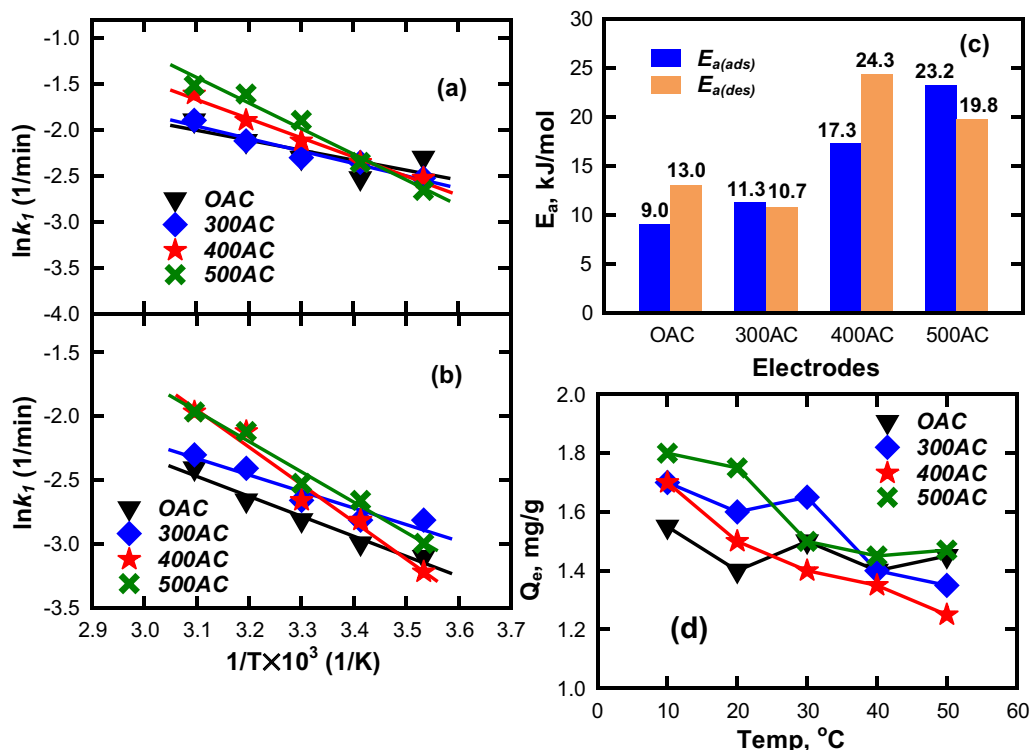 -1.0
-1.5
-2.0
-2.5
-3.0
-3.5
-4.0
lnk₁ (1/min)
(a)
OAC
300AC
400AC
500AC
-1.5
-2.0
-2.5
-3.0
-3.5
lnk₁ (1/min)
(b)
OAC
300AC
400AC
500AC
2.9 3.0 3.1 3.2 3.3 3.4 3.5 3.6 3.7
1/T×10³ (1/K)
30
25
20
15
10
5
0
Eₐ, kJ/mol
(c)
Eₐ₍ads₎
Eₐ₍des₎
9.0
13.0
11.3
10.7
17.3
24.3
23.2
19.8
OAC 300AC 400AC 500AC
Electrodes
2.0
1.8
1.6
1.4
1.2
1.0
Qₑ, mg/g
OAC
300AC
400AC
500AC
(d)
0 10 20 30 40 50 60
Temp, °C